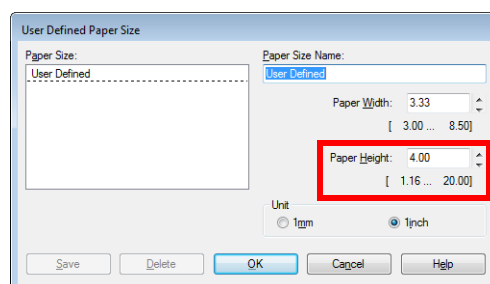 User Defined Paper Size
Paper Size:
User Defined
Paper Size Name:
User Defined
Paper Width: 3.33
[ 3.00 ... 8.50]
Paper Height: 4.00
[ 1.16 ... 20.00]
Unit
1mm
1inch
Save
Delete
OK
Cancel
Help